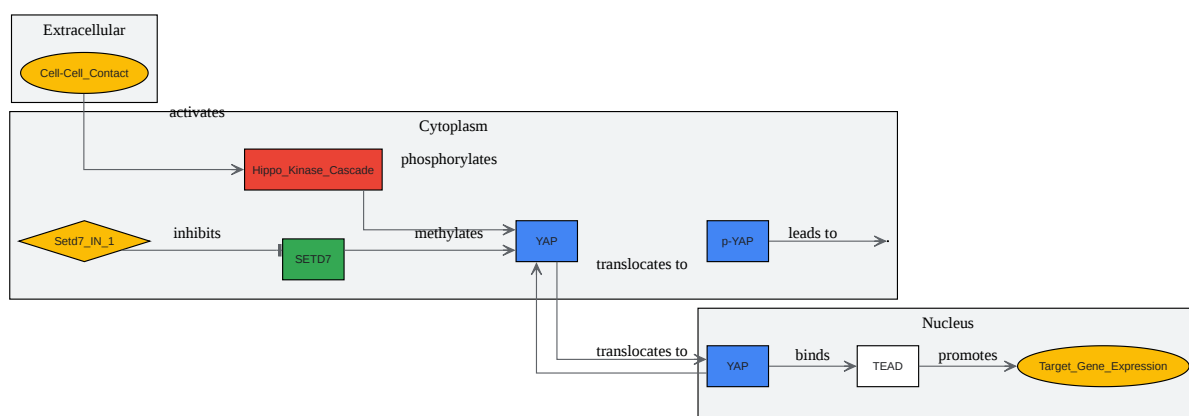 Extracellular
Cell-Cell_Contact
activates
Cytoplasm
Hippo_Kinase_Cascade
phosphorylates
Setd7_IN_1
inhibits
SETD7
methylates
YAP
translocates to
p-YAP
leads to
Nucleus
translocates to
YAP
binds
TEAD
promotes
Target_Gene_Expression